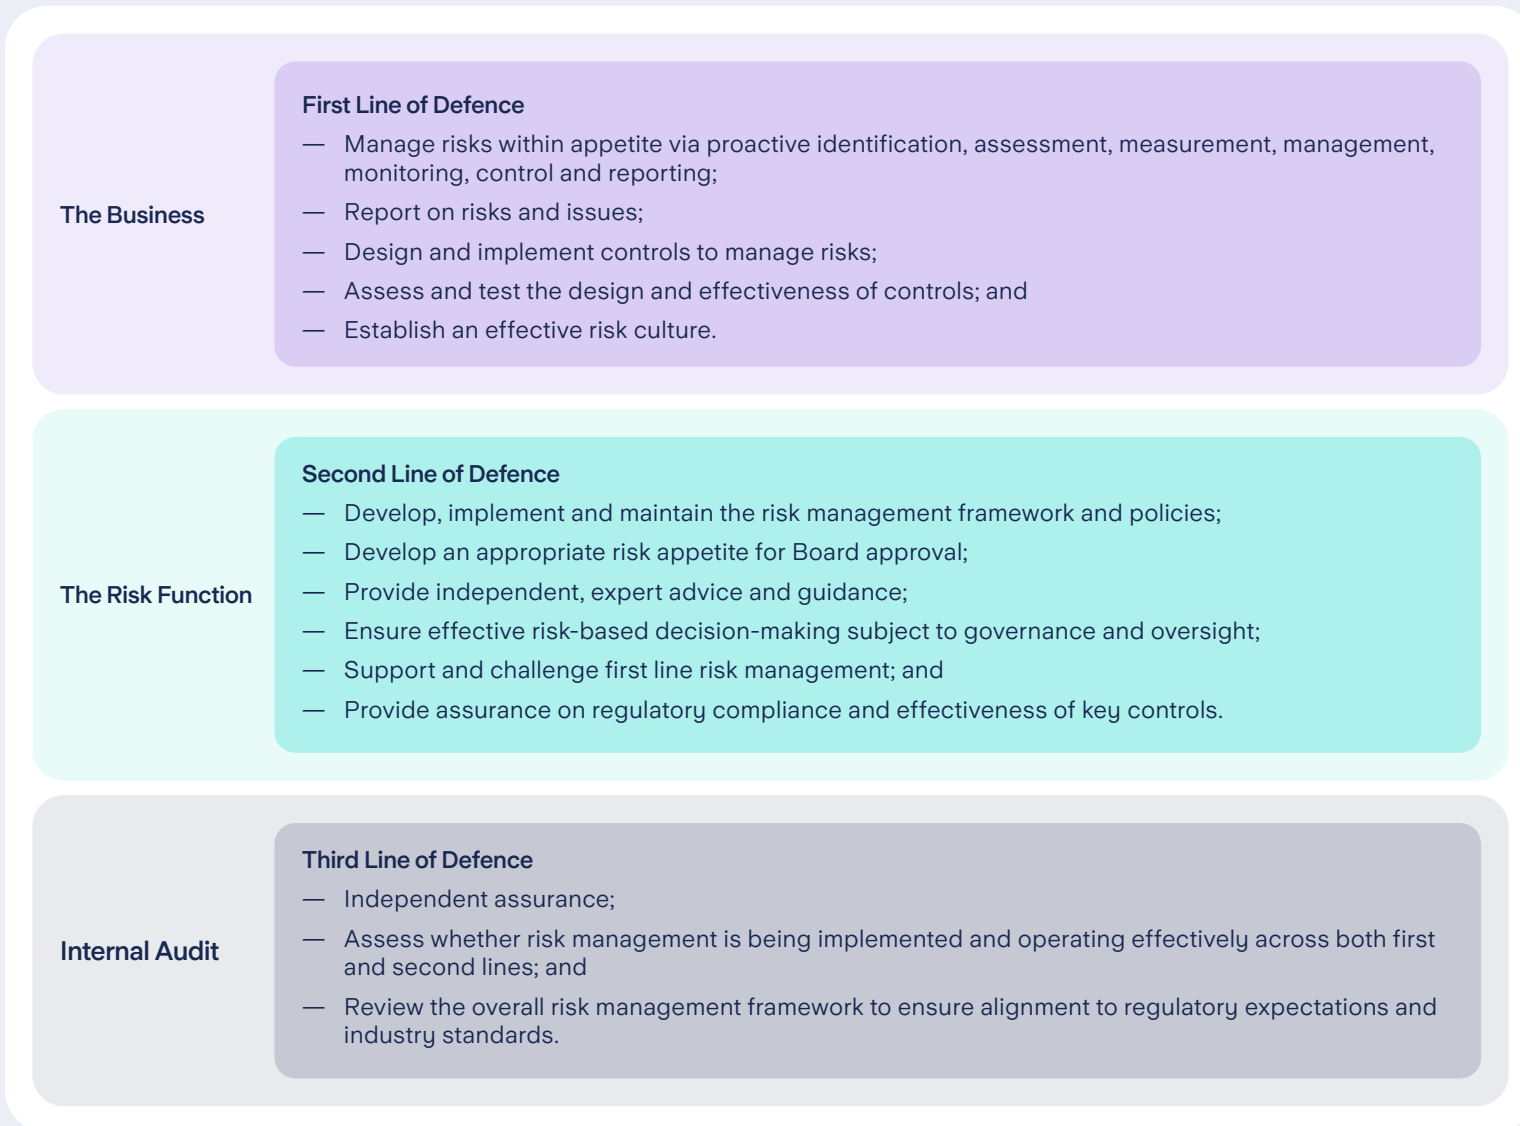 First Line of Defence
— Manage risks within appetite via proactive identification, assessment, measurement, management,
monitoring, control and reporting;
The Business
— Report on risks and issues;
— Design and implement controls to manage risks;
— Assess and test the design and effectiveness of controls; and
— Establish an effective risk culture.
Second Line of Defence
— Develop, implement and maintain the risk management framework and policies;
— Develop an appropriate risk appetite for Board approval;
The Risk Function
— Provide independent, expert advice and guidance;
— Ensure effective risk-based decision-making subject to governance and oversight;
— Support and challenge first line risk management; and
— Provide assurance on regulatory compliance and effectiveness of key controls.
Third Line of Defence
— Independent assurance;
Internal Audit
— Assess whether risk management is being implemented and operating effectively across both first
and second lines; and
— Review the overall risk management framework to ensure alignment to regulatory expectations and
industry standards.